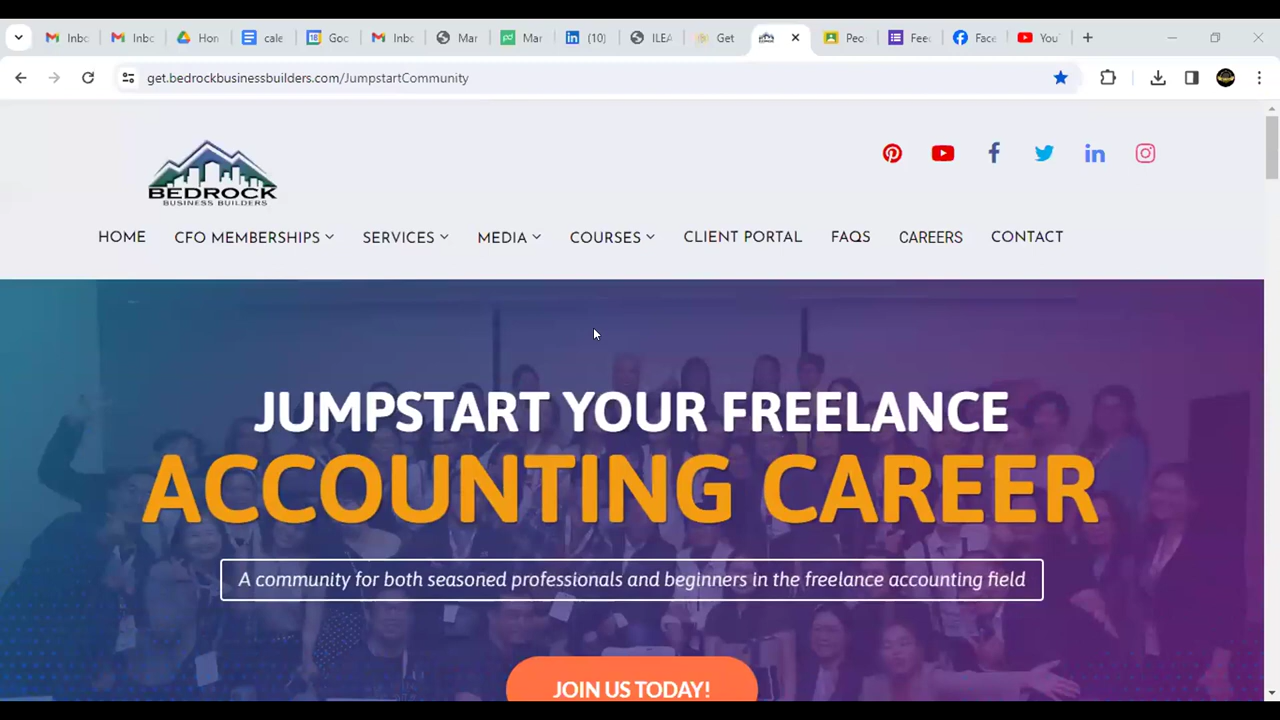 Inbc
Inbc
Hon
cale
18
Goc
Inbc
Mar
Mar
(10)
ILEA
Get
Peo
Fee
Face
You
get.bedrockbusinessbuilders.com/JumpstartCommunity
BEDROCK
BUSINESS BUILDERS
HOME
CFO MEMBERSHIPS
SERVICES
MEDIA
COURSES
CLIENT PORTAL
FAQS
CAREERS
CONTACT
JUMPSTART YOUR FREELANCE
ACCOUNTING CAREER
A community for both seasoned professionals and beginners in the freelance accounting field
JOIN US TODAY!